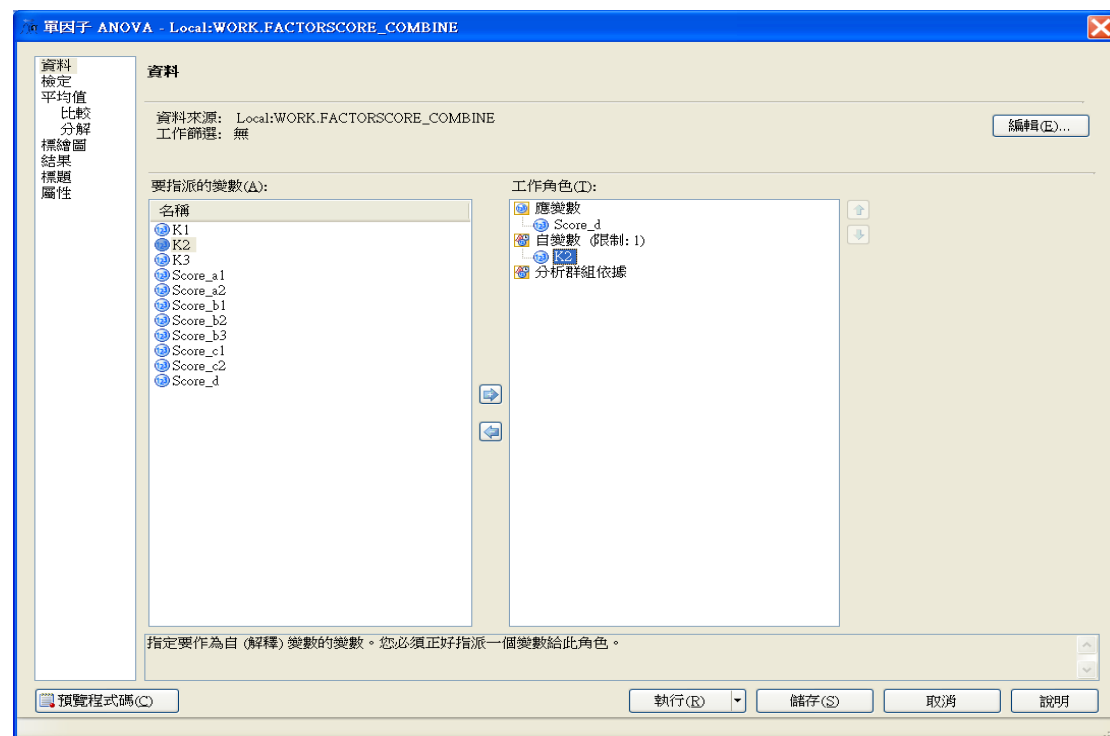 單因子 ANOVA - Local:WORK.FACTORSCORE_COMBINE
資料
檢定
平均值
比較
分解
標繪圖
結果
標題
屬性
資料
資料來源: Local:WORK.FACTORSCORE_COMBINE
工作篩選: 無
編輯(E)...
要指派的變數(A):
名稱
K1
K2
K3
Score_a1
Score_a2
Score_b1
Score_b2
Score_b3
Score_c1
Score_c2
Score_d
工作角色(T):
應變數
Score_d
自變數 (限制: 1)
K2
分析群組依據
指定要作為自 (解釋) 變數的變數。您必須正好指派一個變數給此角色。
預覽程式碼(C)
執行(R)
儲存(S)
取消
說明